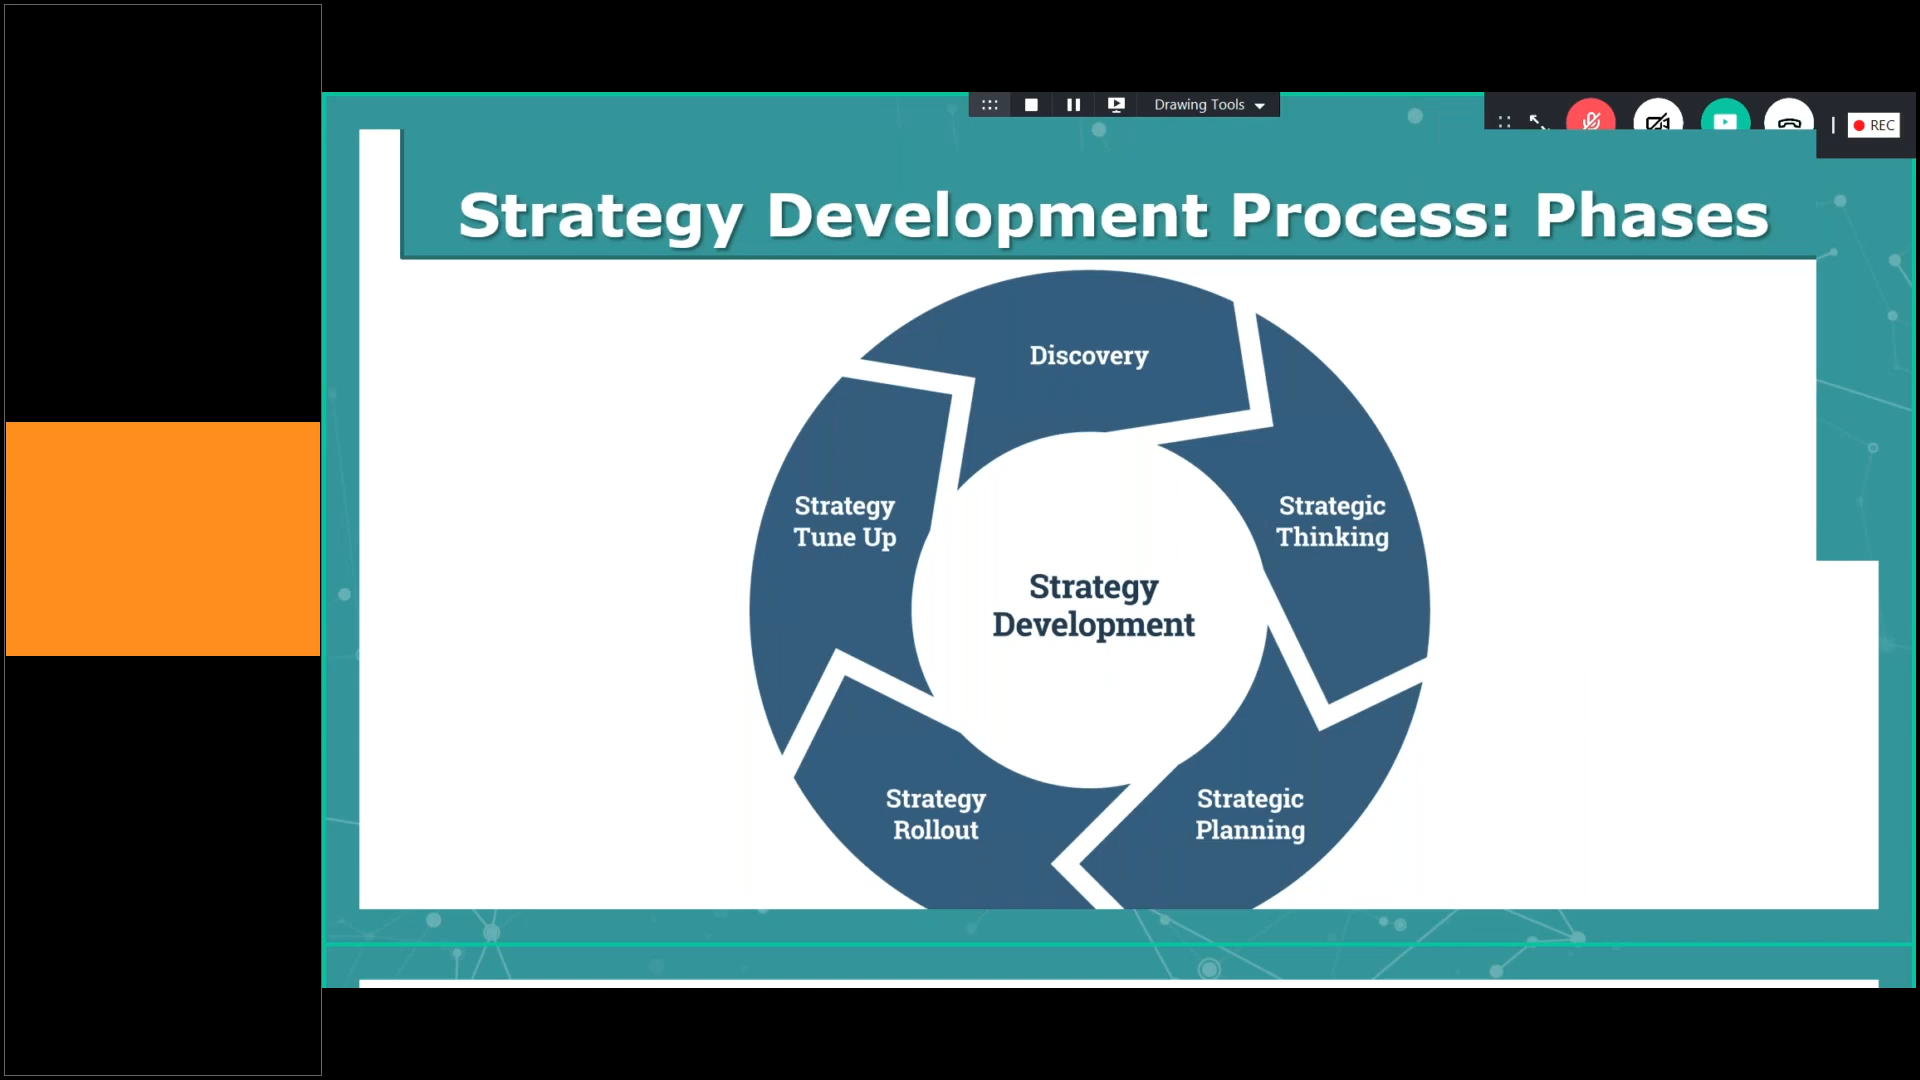 Drawing Tools
REC
Strategy Development Process: Phases
Discovery
Strategy
Tune Up
Strategic
Thinking
Strategy
Development
Strategy
Rollout
Strategic
Planning